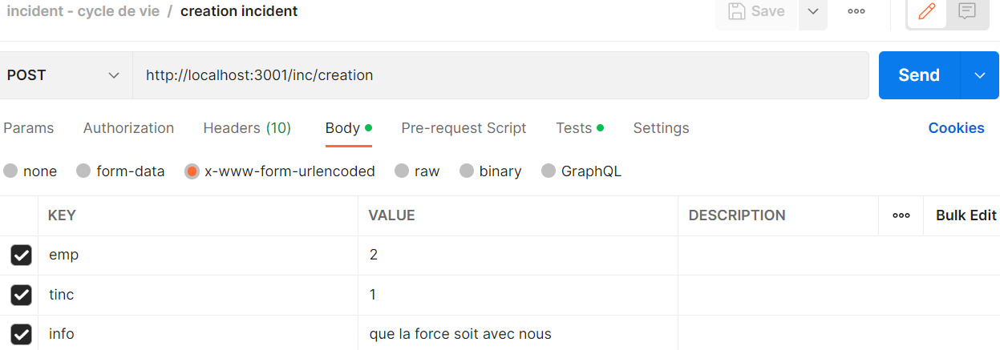 incident - cycle de vie / creation incident Save ooo
POST http://localhost:3001/inc/creation Send
Params Authorization Headers (10) Body Pre-request Script Tests Settings Cookies
none form-data x-www-form-urlencoded raw binary GraphQL
KEY VALUE DESCRIPTION ooo Bulk Edit
emp 2
tinc 1
info que la force soit avec nous